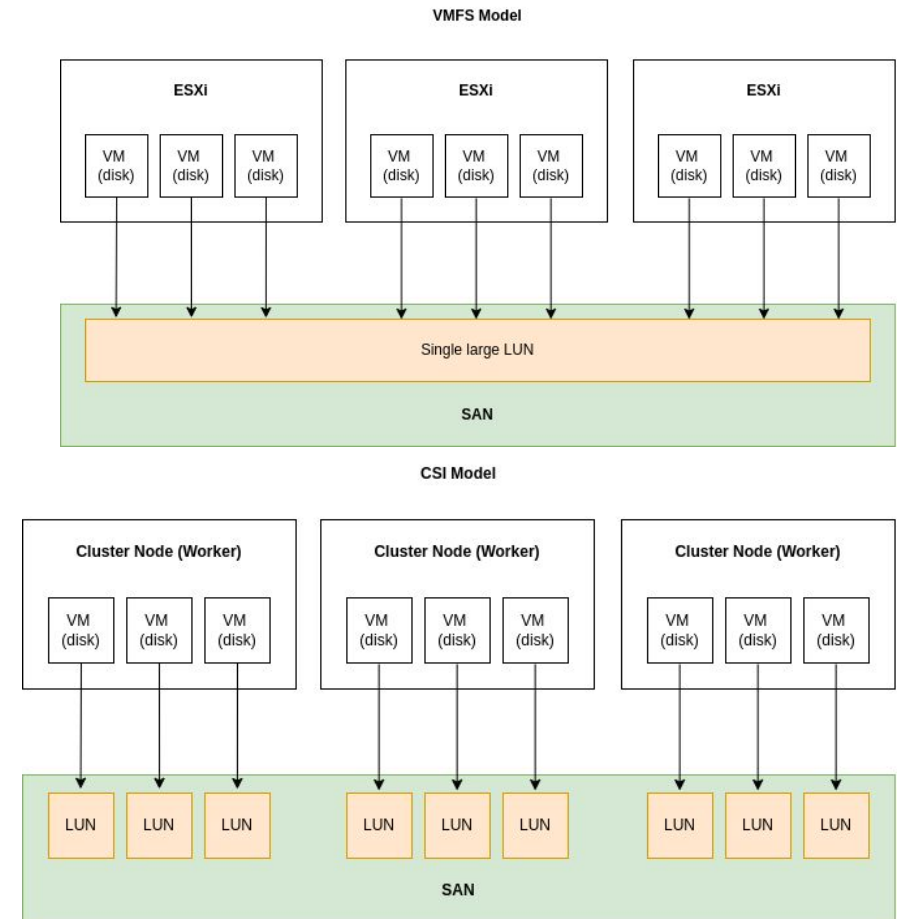 VMFS Model
ESXi
ESXi
ESXi
VM
(disk)
VM
(disk)
VM
(disk)
VM
(disk)
VM
(disk)
VM
(disk)
VM
(disk)
VM
(disk)
VM
(disk)
Single large LUN
SAN
CSI Model
Cluster Node (Worker)
Cluster Node (Worker)
Cluster Node (Worker)
VM
(disk)
VM
(disk)
VM
(disk)
VM
(disk)
VM
(disk)
VM
(disk)
VM
(disk)
VM
(disk)
VM
(disk)
LUN
LUN
LUN
LUN
LUN
LUN
LUN
LUN
LUN
SAN